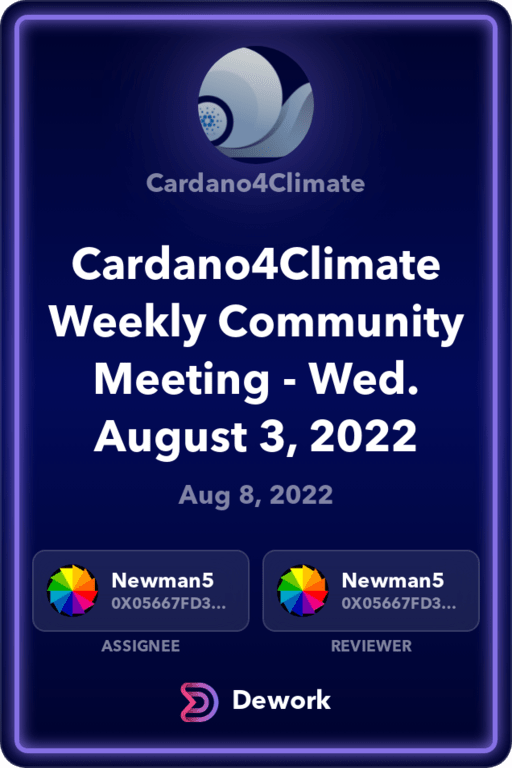 Cardano4Climate
Cardano4Climate
Weekly Community
Meeting - Wed.
August 3, 2022
Aug 8, 2022
Newman5
0X05667FD3...
Newman5
0X05667FD3...
ASSIGNEE
REVIEWER
Dework